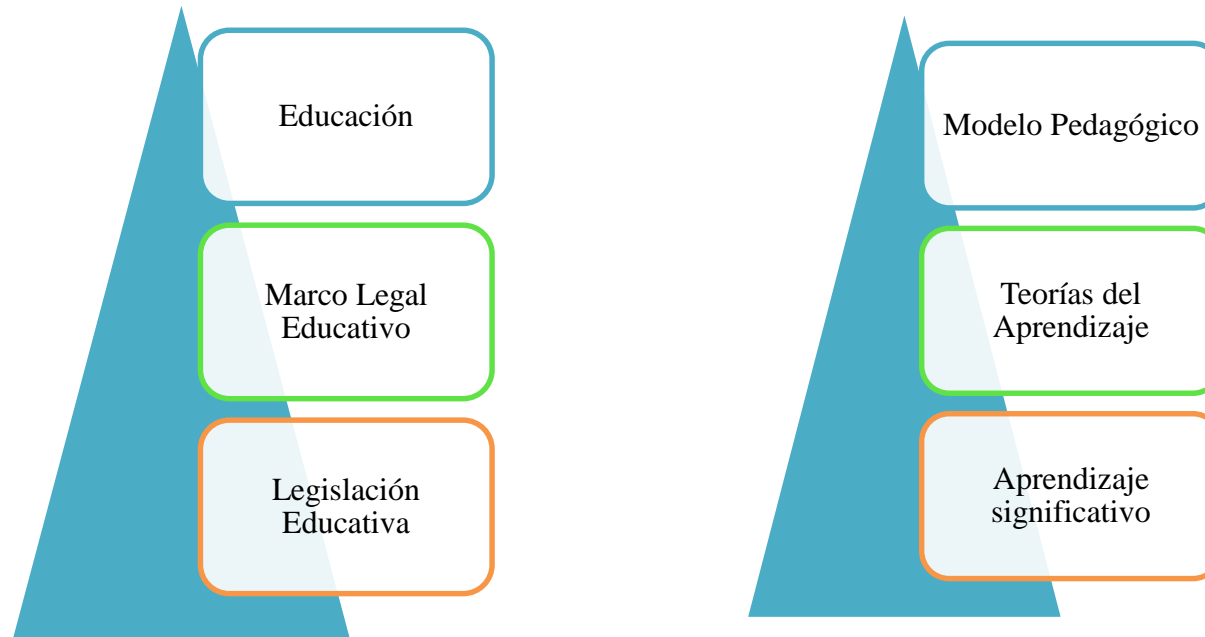 Educación
Marco Legal
Educativo
Legislación
Educativa
Modelo Pedagógico
Teorías del
Aprendizaje
Aprendizaje
significativo